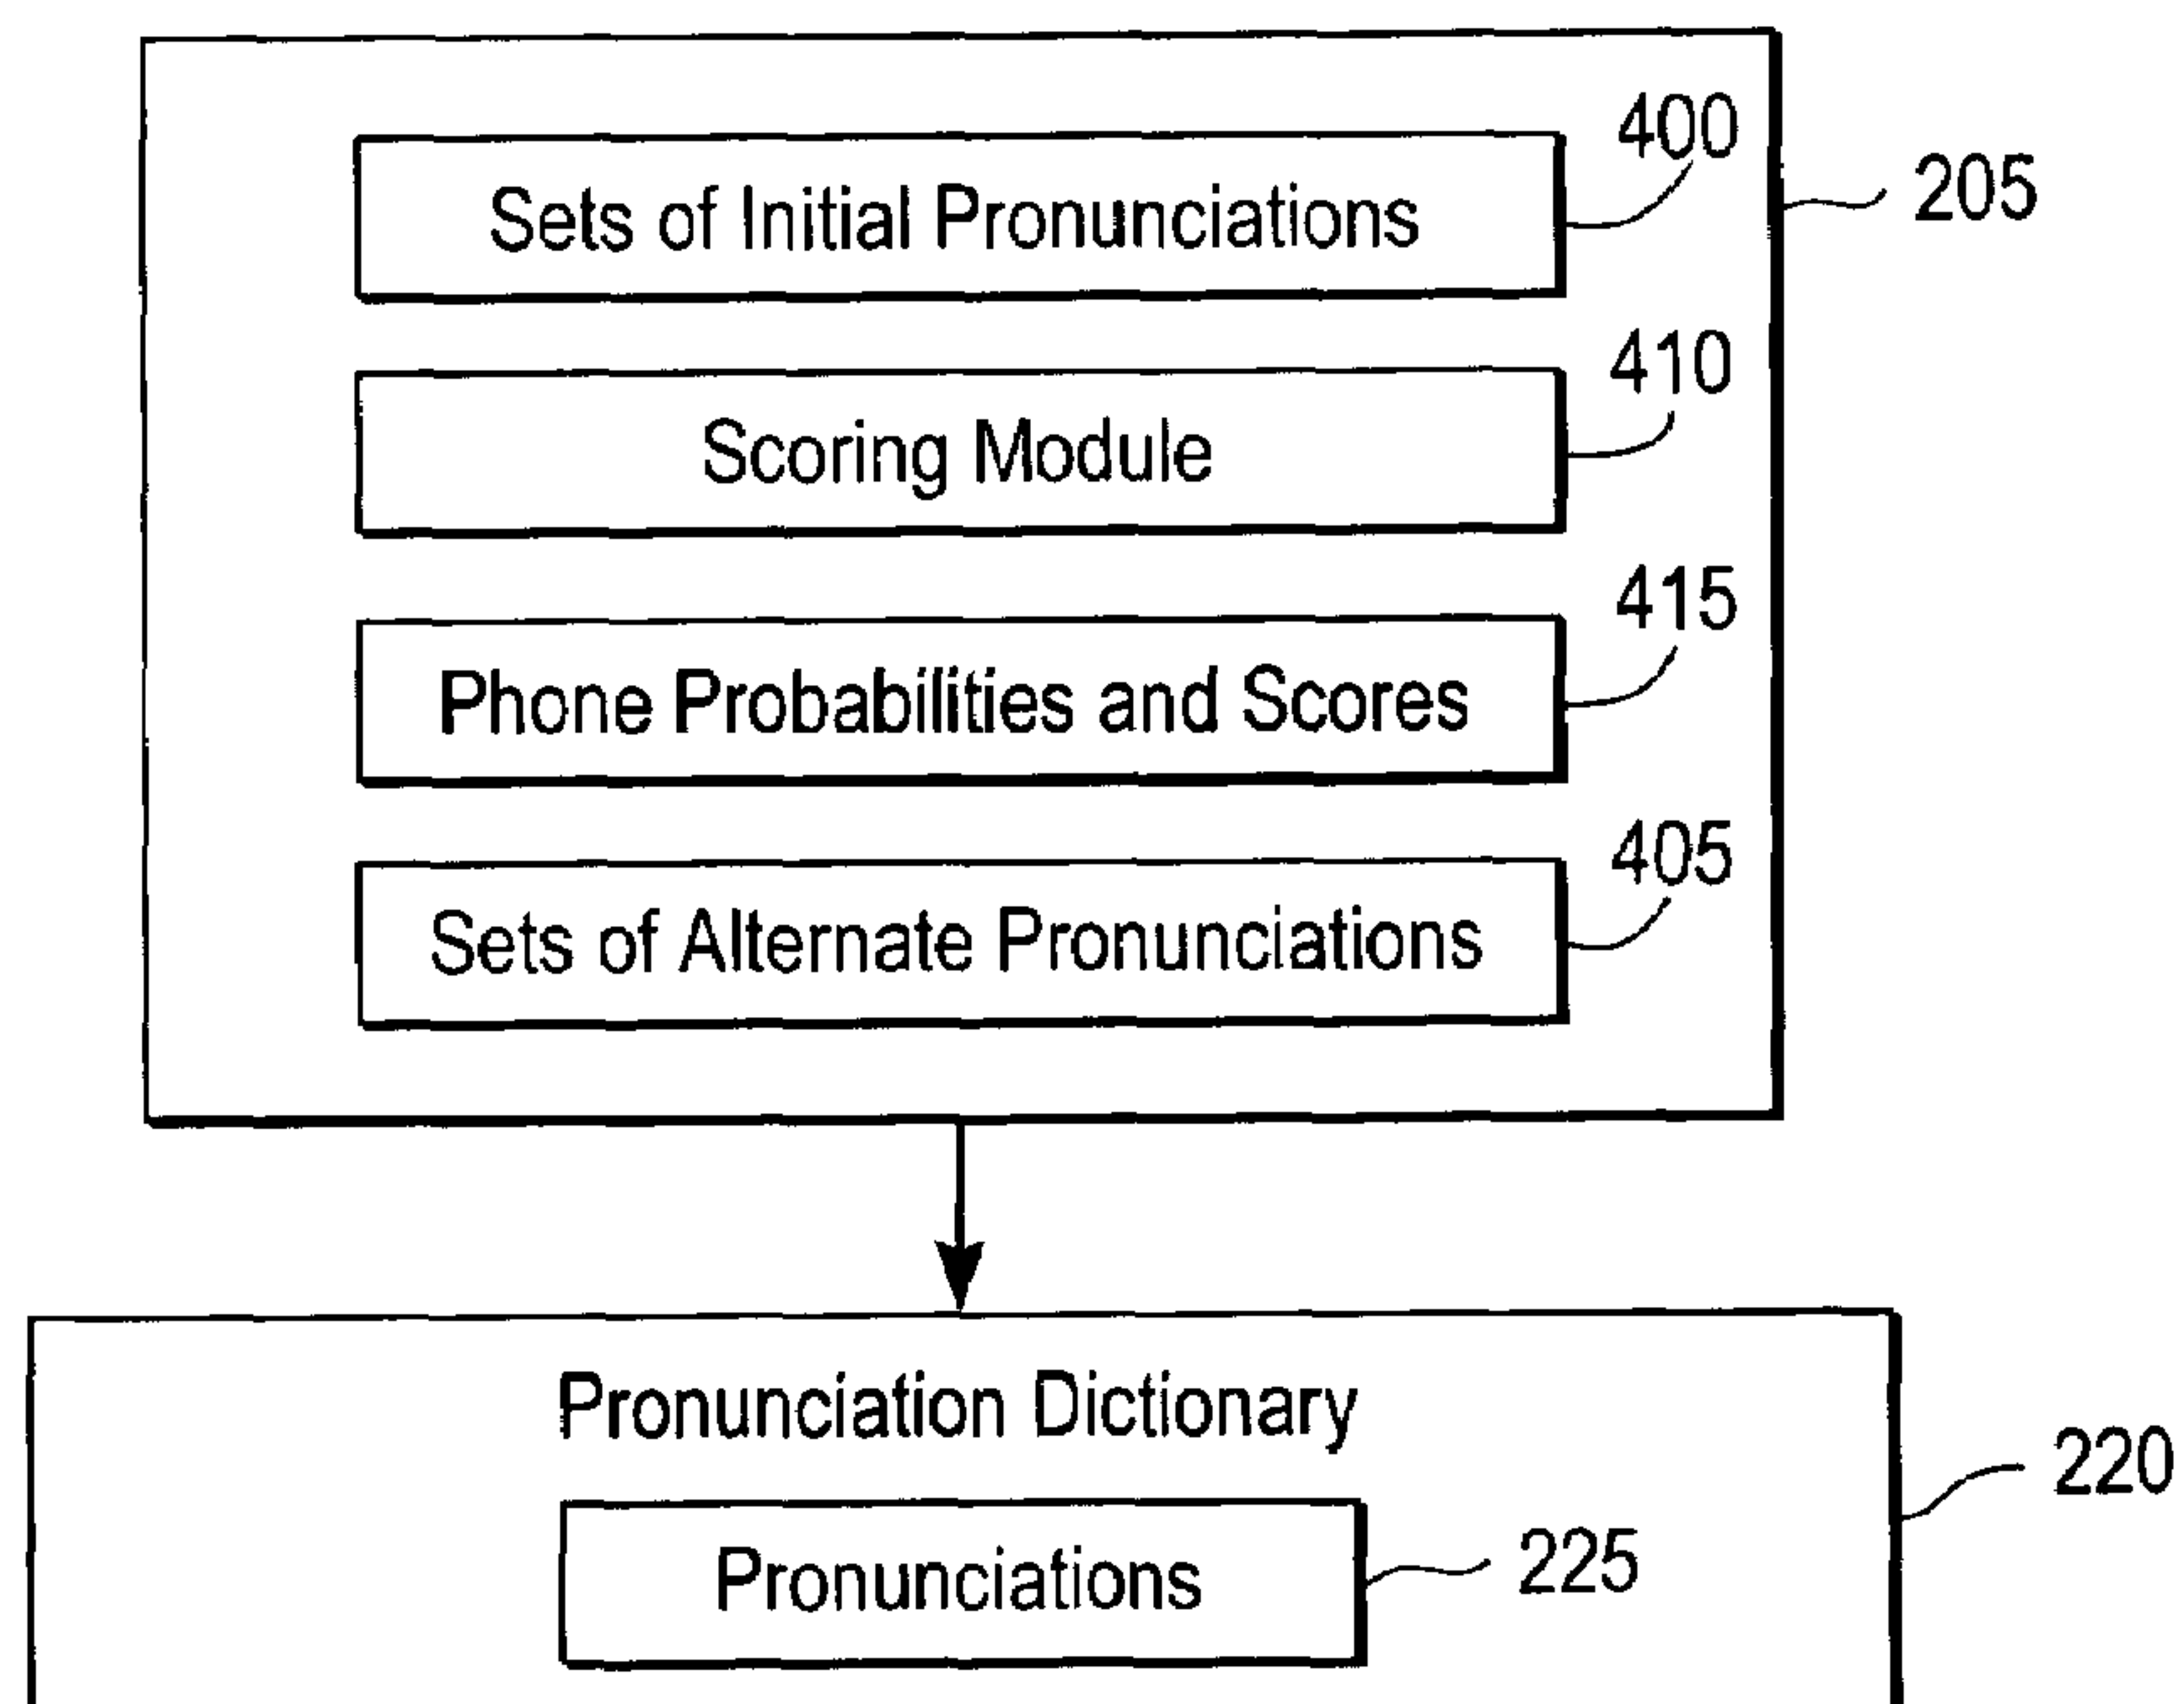 400
205
Sets of Initial Pronunciations
410
Scoring Module
415
Phone Probabilities and Scores
405
Sets of Alternate Pronunciations
Pronunciation Dictionary
220
Pronunciations
225